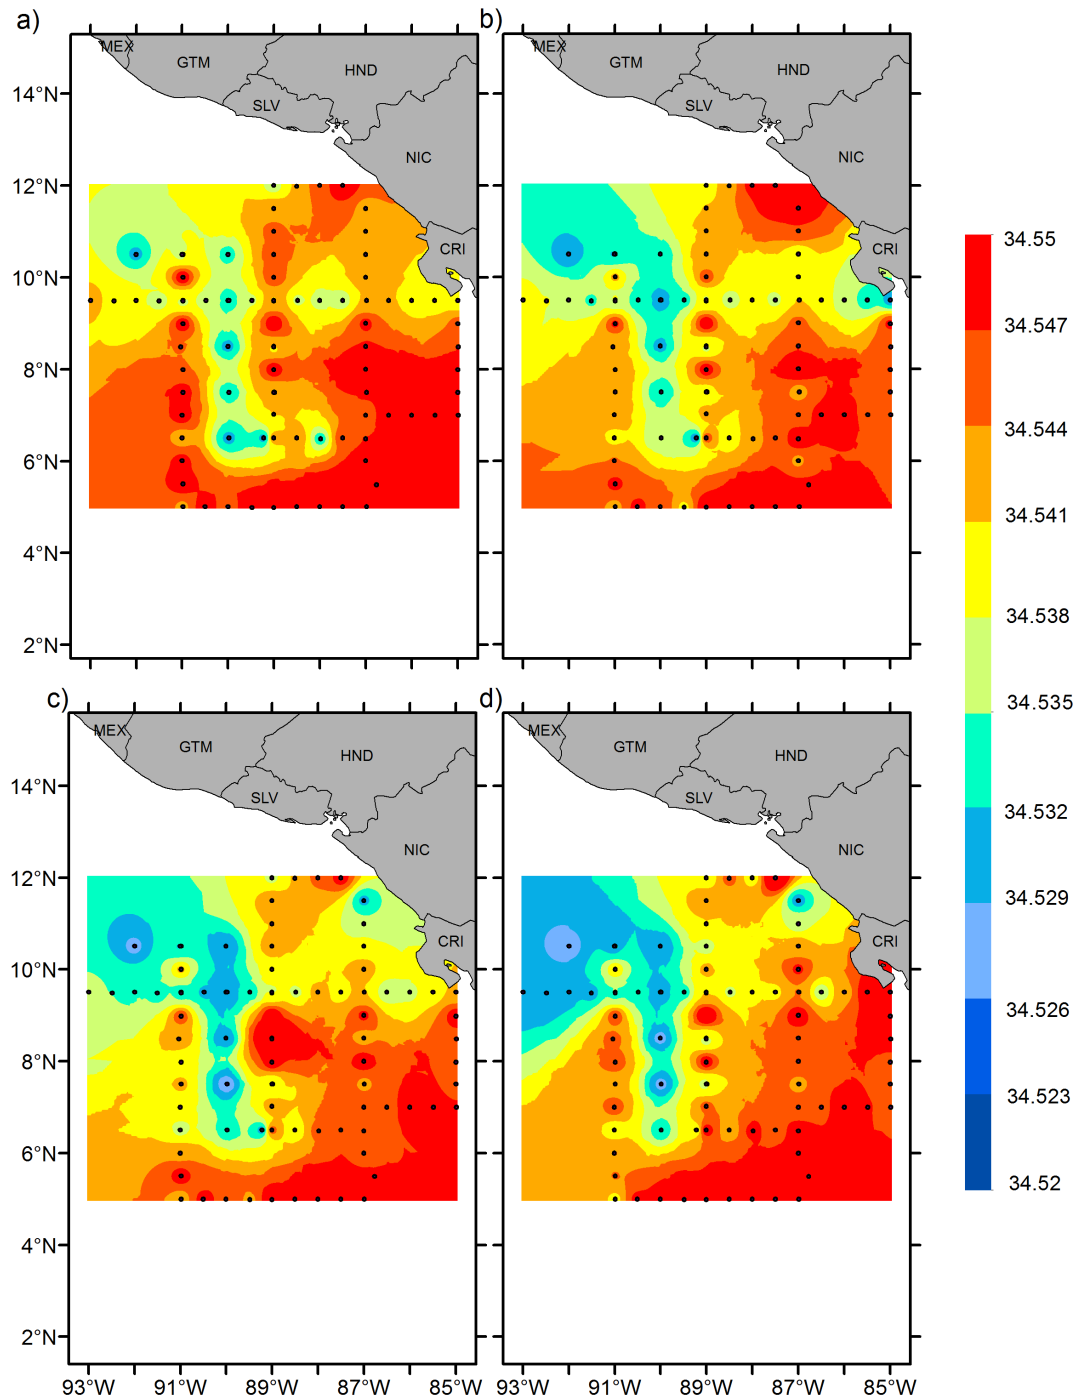 a)
b)
MEX
GTM
HND
SLV
NIC
CRI
MEX
GTM
HND
SLV
NIC
CRI
14°N
12°N
10°N
8°N
6°N
4°N
2°N
34.55
34.547
34.544
34.541
34.538
34.535
34.532
34.529
34.526
34.523
34.52
c)
d)
MEX
GTM
HND
SLV
NIC
CRI
MEX
GTM
HND
SLV
NIC
CRI
14°N
12°N
10°N
8°N
6°N
4°N
2°N
93°W 91°W 89°W 87°W 85°W
93°W 91°W 89°W 87°W 85°W